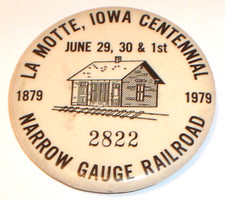 LA MOTTE, IOWA CENTENNIAL
JUNE 29, 30 & 1st
1879
1979
2822
NARROW GAUGE RAILROAD